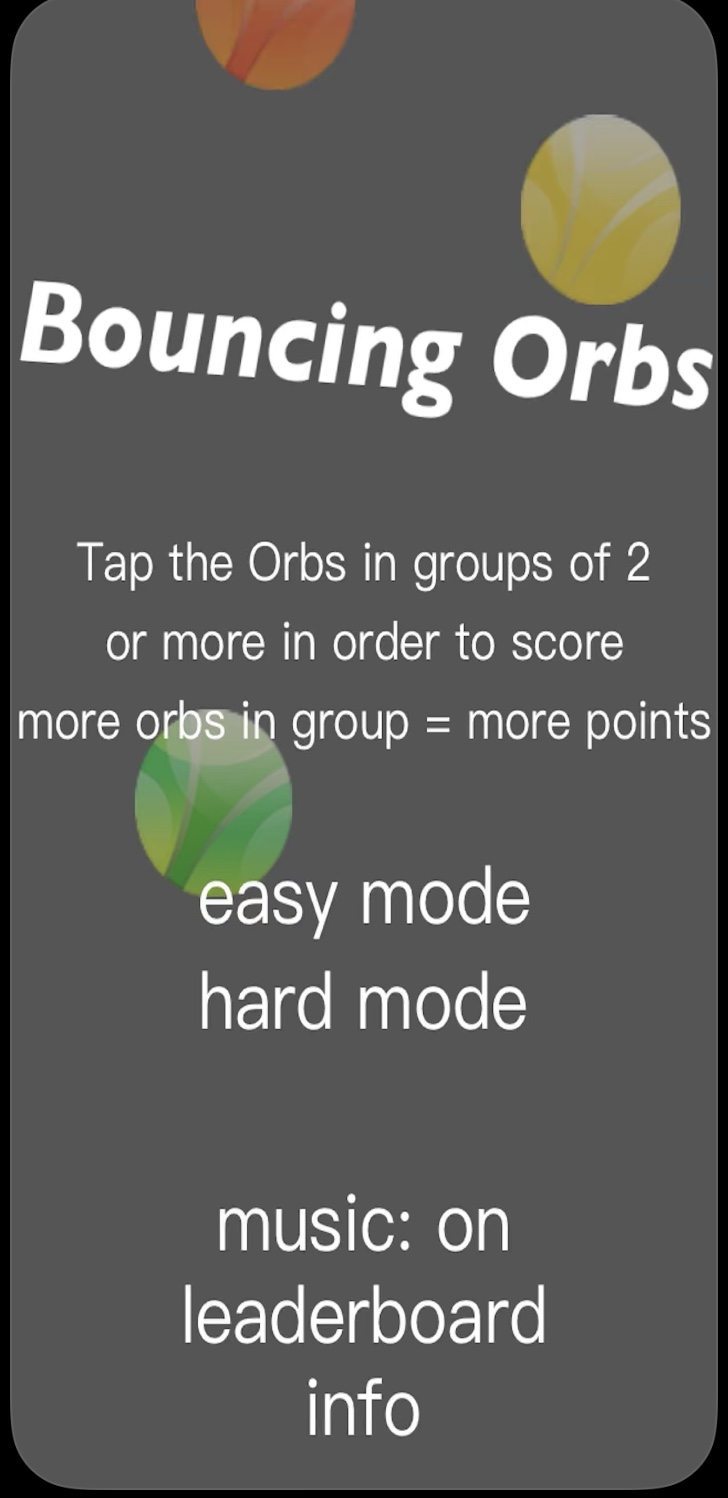 Bouncing Orbs
Tap the Orbs in groups of 2
or more in order to score
more orbs in group = more points
easy mode
hard mode
music: on
leaderboard
info